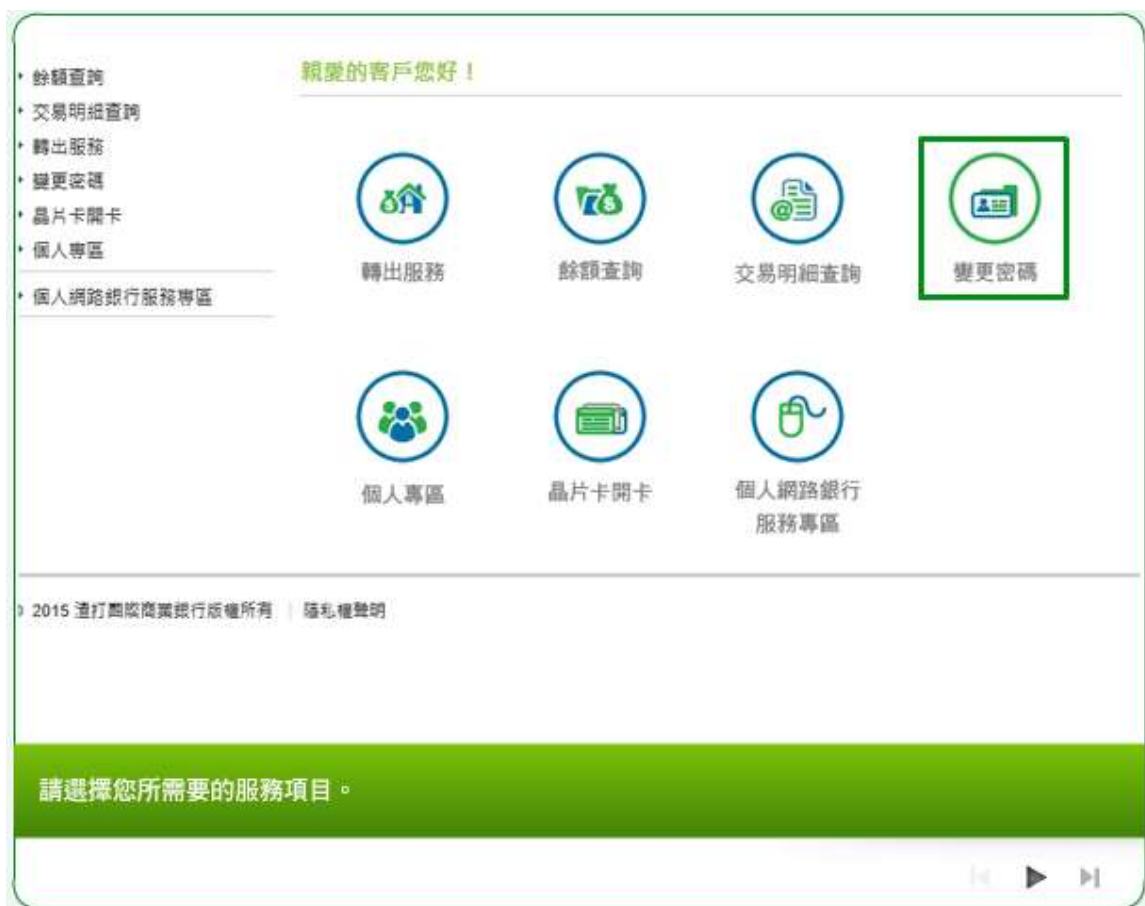 餘額查詢
交易明細查詢
轉出服務
變更密碼
晶片卡開卡
個人專區
個人網路銀行服務專區
親愛的客戶您好！
轉出服務
餘額查詢
交易明細查詢
變更密碼
個人專區
晶片卡開卡
個人網路銀行
服務專區
© 2015 渣打國際商業銀行版權所有 | 隱私權聲明
請選擇您所需要的服務項目。